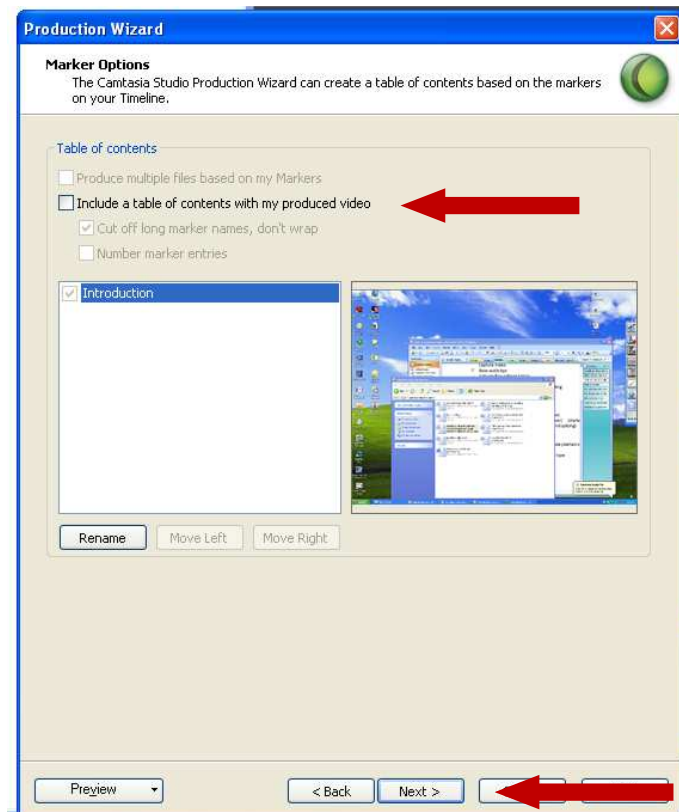 Production Wizard
Marker Options
The Camtasia Studio Production Wizard can create a table of contents based on the markers
on your Timeline.
Table of contents
Produce multiple files based on my Markers
Include a table of contents with my produced video
Cut off long marker names, don't wrap
Number marker entries
Introduction
Rename
Move Left
Move Right
Preview
< Back
Next >